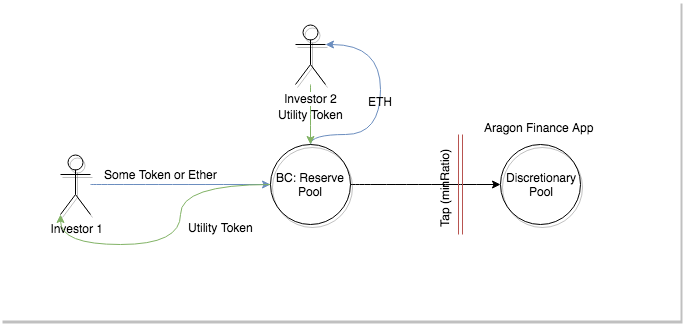 Investor 2
Utility Token
ETH
Aragon Finance App
Some Token or Ether
BC: Reserve
Pool
Tap (minRatio)
Discretionary
Pool
Investor 1
Utility Token